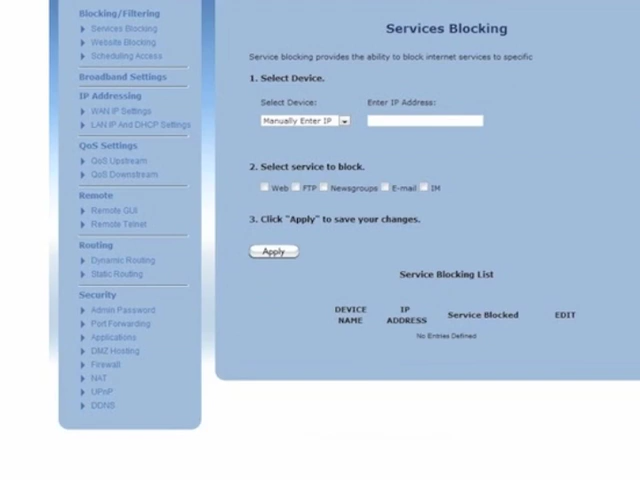 Blocking/Filtering
Services Blocking
Website Blocking
Scheduling Access
Broadband Settings
IP Addressing
WAN IP Settings
LAN IP And DHCP Settings
QoS Settings
QoS Upstream
QoS Downstream
Remote
Remote GUI
Remote Telnet
Routing
Dynamic Routing
Static Routing
Security
Admin Password
Port Forwarding
Applications
DMZ Hosting
Firewall
NAT
UPnP
DDNS
Services Blocking
Service blocking provides the ability to block internet services to specific
1. Select Device.
Select Device: Enter IP Address:
Manually Enter IP
2. Select service to block.
Web FTP Newsgroups E-mail IM
3. Click "Apply" to save your changes.
Apply
Service Blocking List
DEVICE NAME IP ADDRESS Service Blocked EDIT
No Entries Defined